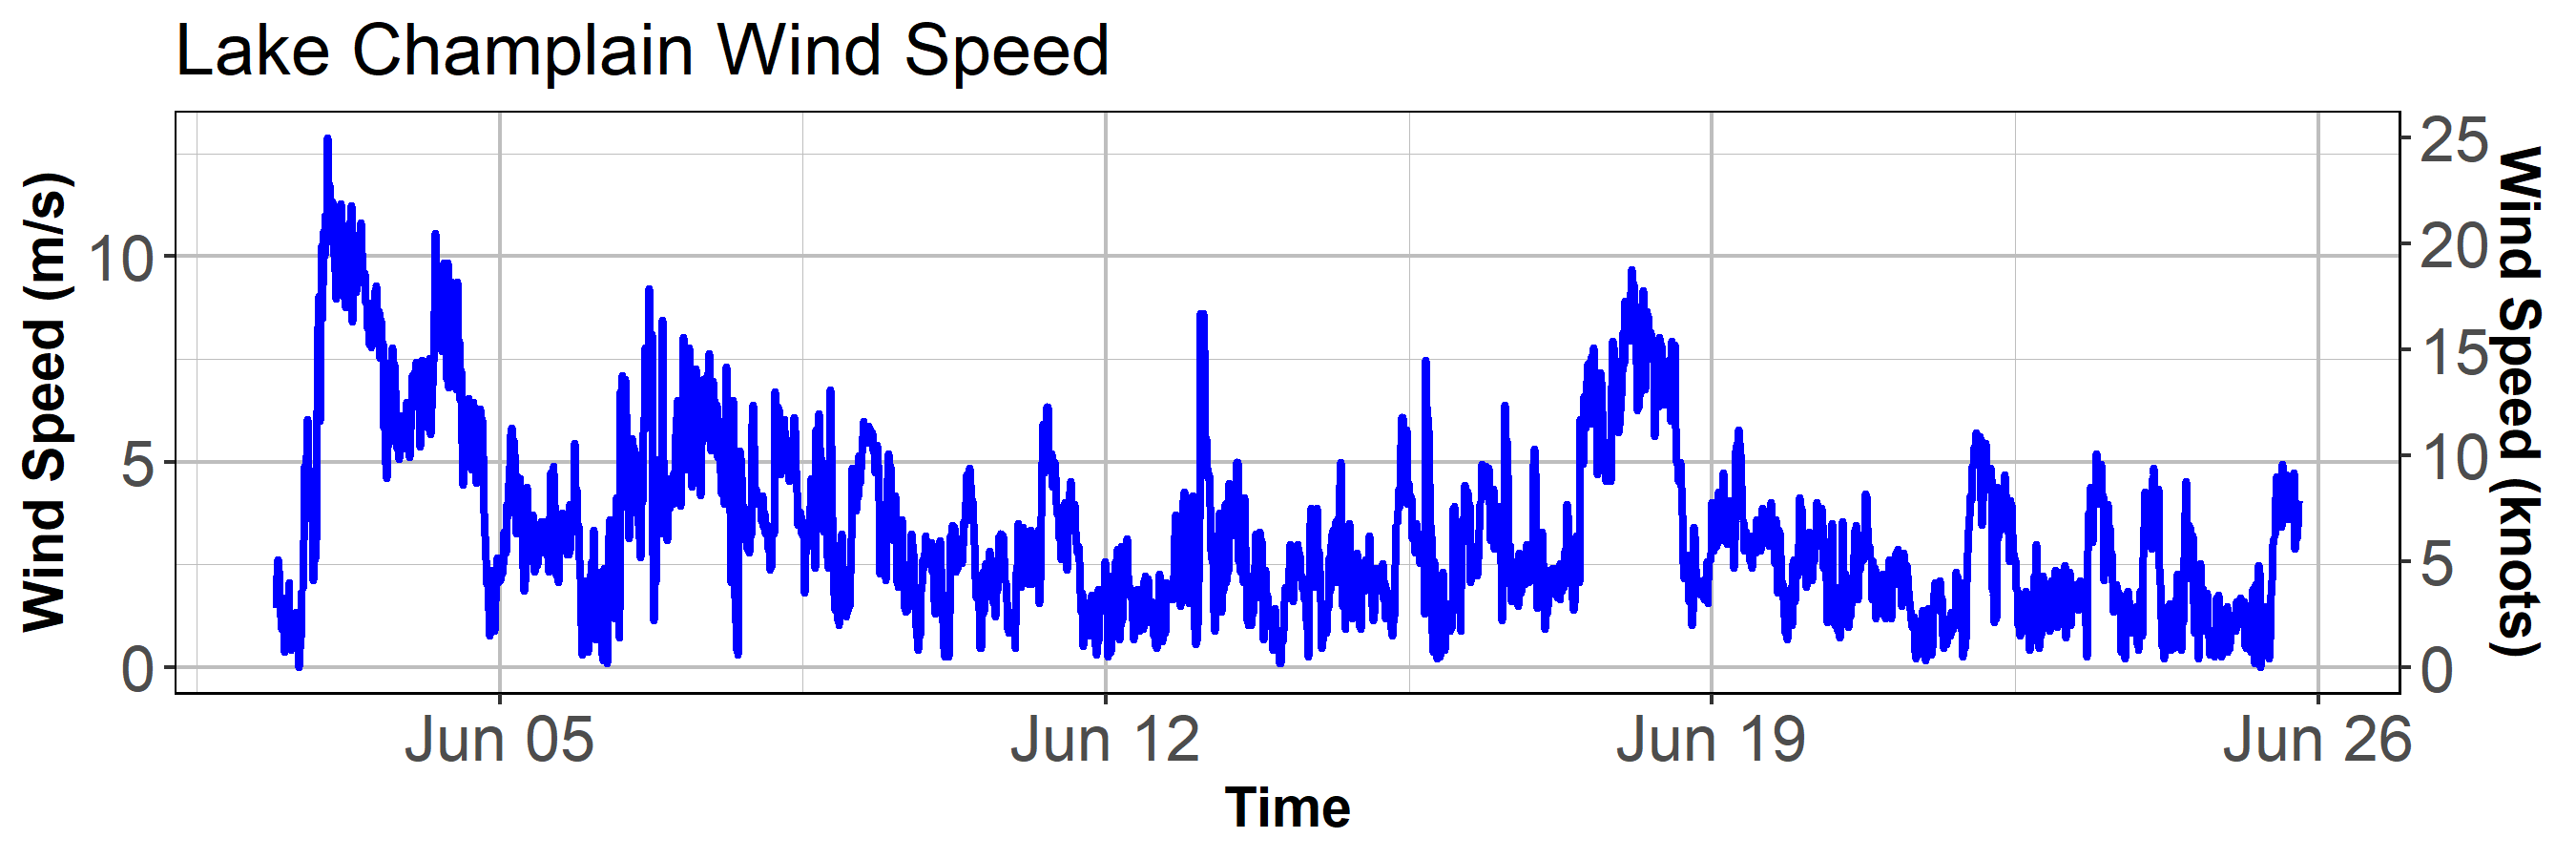 Lake Champlain Wind Speed
Wind Speed (m/s)
10
5
0
25
20
15
10
5
0
Wind Speed (knots)
Jun 05
Jun 12
Jun 19
Jun 26
Time